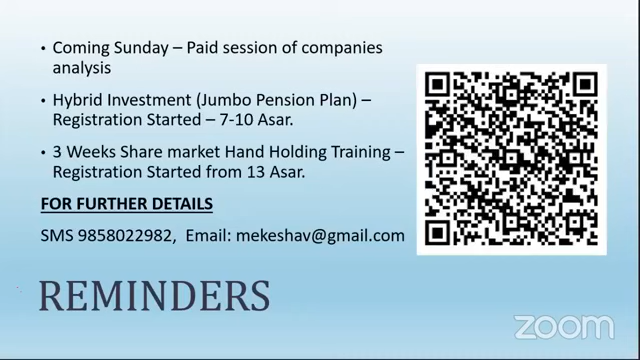 • Coming Sunday – Paid session of companies
analysis
• Hybrid Investment (Jumbo Pension Plan) –
Registration Started – 7-10 Asar.
• 3 Weeks Share market Hand Holding Training –
Registration Started from 13 Asar.
FOR FURTHER DETAILS
SMS 9858022982, Email: mekeshav@gmail.com
REMINDERS
zoom